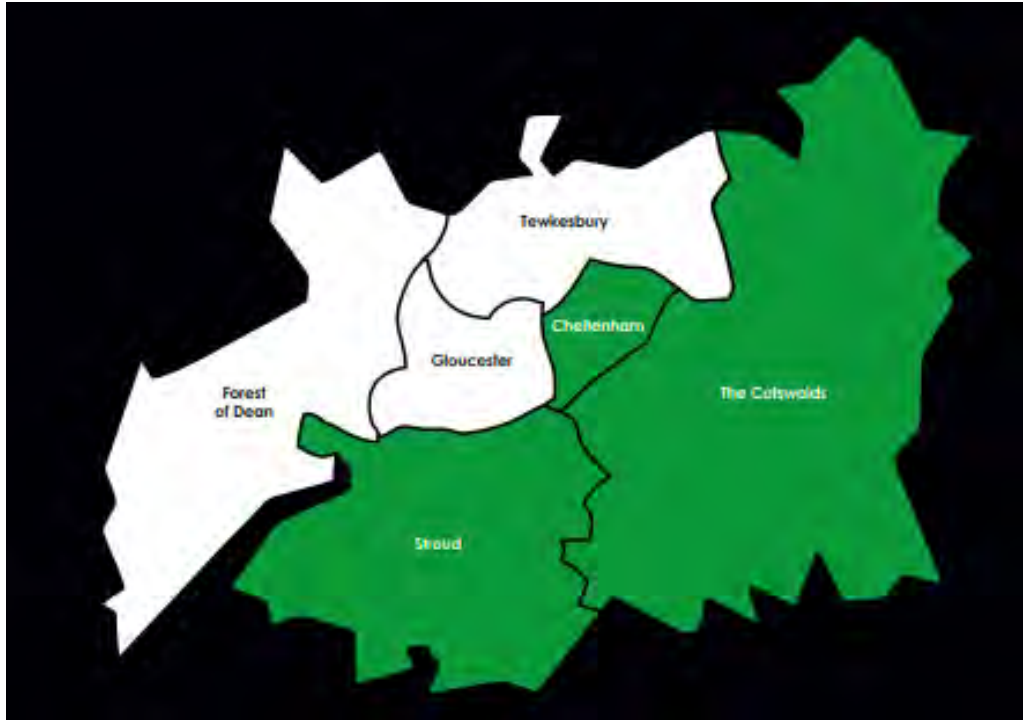 Tewkesbury
Cheltenham
Gloucester
Forest
of Dean
The Cotswolds
Stroud